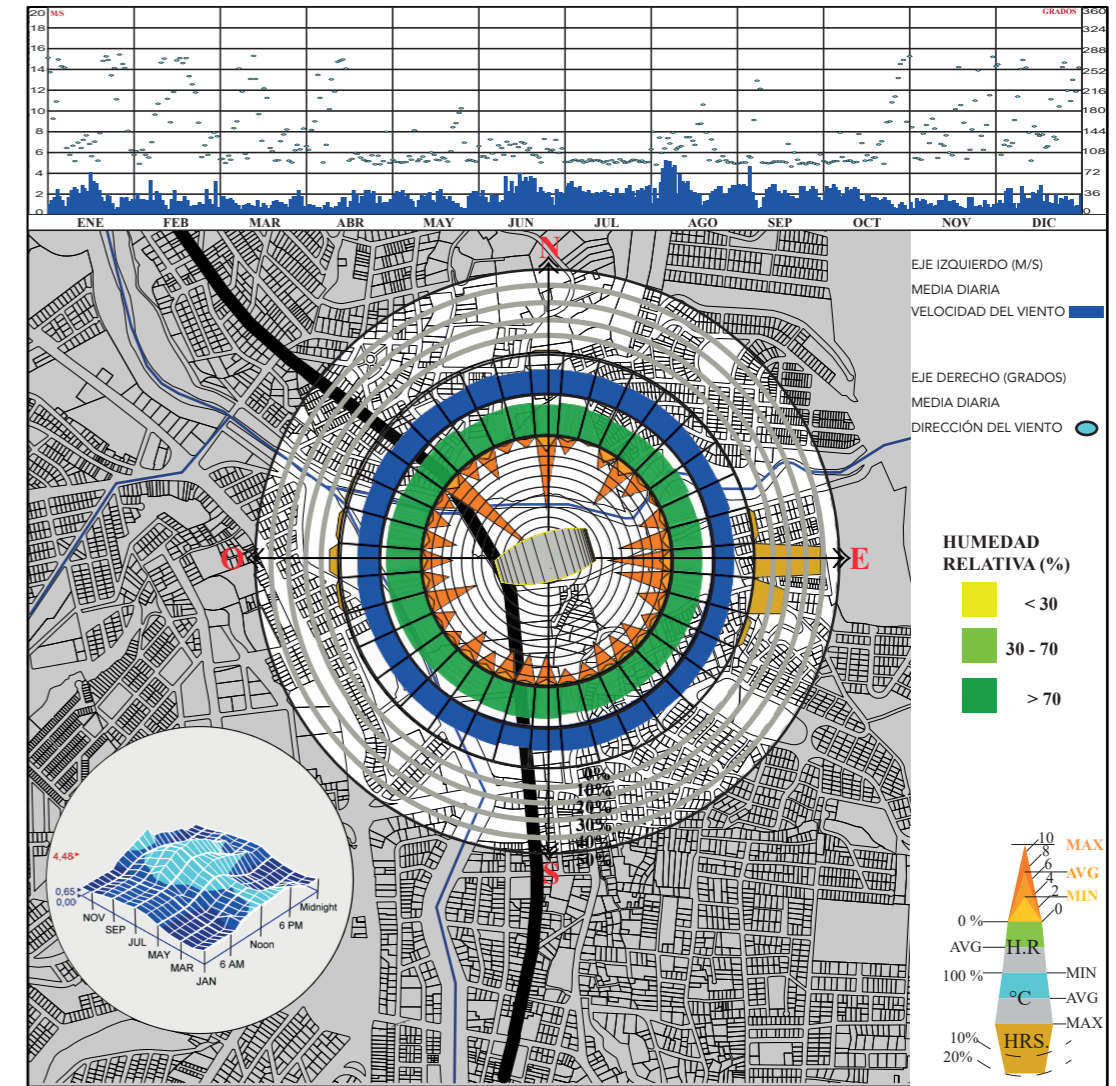 20 M/S GRADOS 360
18 324
16 288
14 252
12 216
10 180
8 144
6 108
4 72
2 36
0 0
ENE FEB MAR ABR MAY JUN JUL AGO SEP OCT NOV DIC
N
O
E
S
0%
10%
20%
30%
40%
50%
EJE IZQUIERDO (M/S)
MEDIA DIARIA
VELOCIDAD DEL VIENTO
EJE DERECHO (GRADOS)
MEDIA DIARIA
DIRECCIÓN DEL VIENTO
HUMEDAD
RELATIVA (%)
< 30
30 - 70
> 70
4,48
0,65
0,00
NOV
SEP
JUL
MAY
MAR
JAN
6 AM
Noon
6 PM
Midnight
10 MAX
8
6 AVG
4
2 MIN
0
0 %
AVG H.R
100 % MIN
°C AVG
MAX
10% HRS.
20%